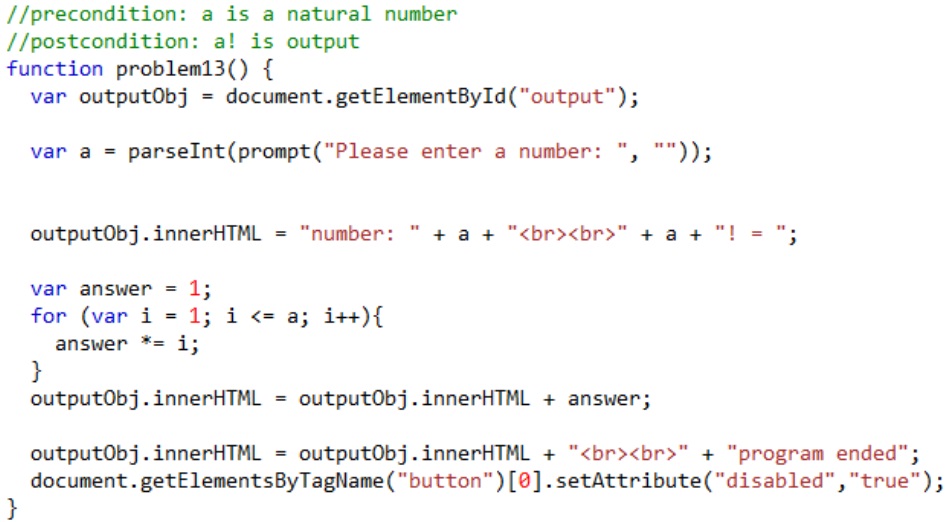 //precondition: a is a natural number
//postcondition: a! is output
function problem13() {
  var outputObj = document.getElementById("output");

  var a = parseInt(prompt("Please enter a number: ", ""));


  outputObj.innerHTML = "number: " + a + "<br><br>" + a + "! = ";

  var answer = 1;
  for (var i = 1; i <= a; i++){
    answer *= i;
  }
  outputObj.innerHTML = outputObj.innerHTML + answer;

  outputObj.innerHTML = outputObj.innerHTML + "<br><br>" + "program ended";
  document.getElementsByTagName("button")[0].setAttribute("disabled","true");
}